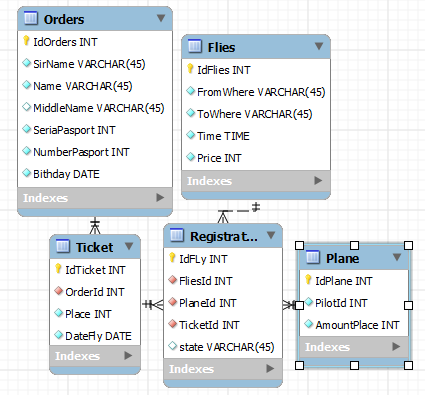 Orders
IdOrders INT
SirName VARCHAR(45)
Name VARCHAR(45)
MiddleName VARCHAR(45)
SeriaPasport INT
NumberPasport INT
Bithday DATE
Indexes
Flies
IdFlies INT
FromWhere VARCHAR(45)
ToWhere VARCHAR(45)
Time TIME
Price INT
Indexes
Ticket
IdTicket INT
OrderId INT
Place INT
DateFly DATE
Indexes
Registrat...
IdFLy INT
FliesId INT
PlaneId INT
TicketId INT
state VARCHAR(45)
Indexes
Plane
IdPlane INT
PilotId INT
AmountPlace INT
Indexes